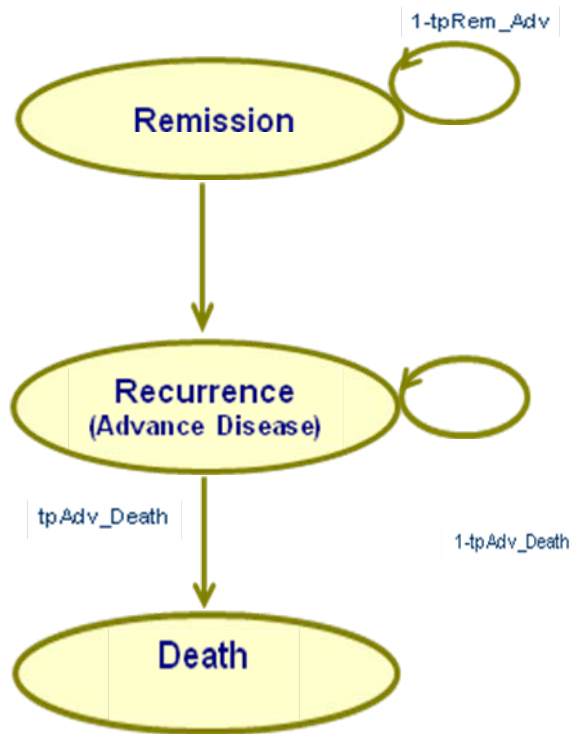 1-tpRem_Adv
Remission
Recurrence
(Advance Disease)
tpAdv_Death
1-tpAdv_Death
Death